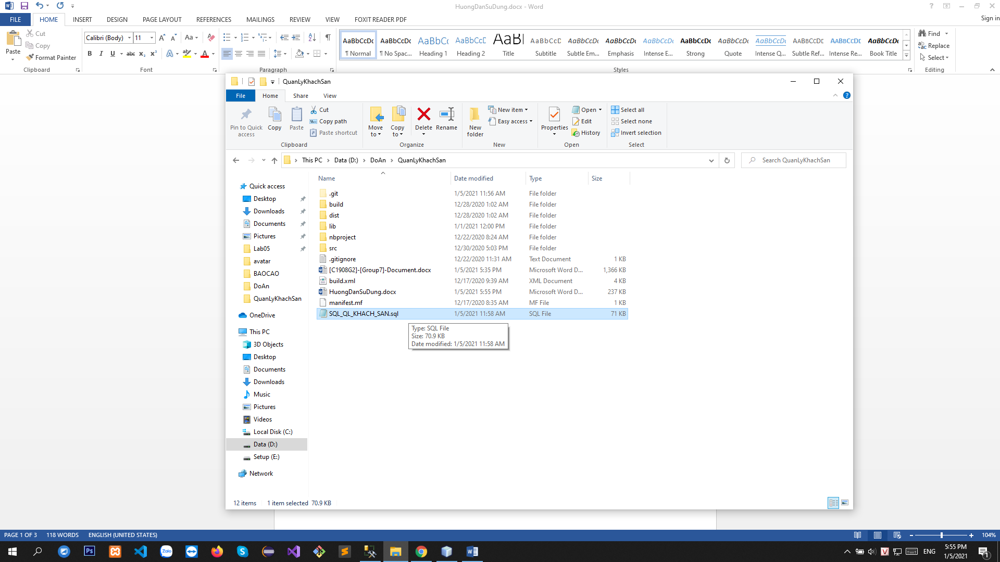 HuongDanSuDung.docx - Word
FILE HOME INSERT DESIGN PAGE LAYOUT REFERENCES MAILINGS REVIEW VIEW FOXIT READER PDF Sign in
Paste Cut Copy Format Painter
Calibri (Body) 11
AaBbCcDc AaBbCcDc AaBbCc AaBbCcD AaBl AaBbCcD AaBbCcDc AaBbCcDc AaBbCcDc AaBbCcDc AaBbCcDc AaBbCcDc AABBCCDE AABBCCDE AaBbCcDc
¶ Normal ¶ No Spac... Heading 1 Heading 2 Title Subtitle Subtle Em... Emphasis Intense E... Strong Quote Intense Q... Subtle Ref... Intense Re... Book Title
Find
Replace
Select
Clipboard Font Paragraph Styles Editing
QuanLyKhachSan
File Home Share View
Pin to Quick access Copy Paste
Cut
Copy path
Paste shortcut
Move to Copy to Delete Rename
New folder
New item
Easy access
Properties
Open
Edit
History
Select all
Select none
Invert selection
Clipboard Organize New Open Select
This PC Data (D:) DoAn QuanLyKhachSan
Search QuanLyKhachSan
Quick access
Desktop
Downloads
Documents
Pictures
Lab05
avatar
BAOCAO
DoAn
QuanLyKhachSan
OneDrive
This PC
3D Objects
Desktop
Documents
Downloads
Music
Pictures
Videos
Local Disk (C:)
Data (D:)
Setup (E:)
Network
Name Date modified Type Size
.git 1/5/2021 11:56 AM File folder
build 12/28/2020 1:02 AM File folder
dist 12/28/2020 1:02 AM File folder
lib 1/1/2021 12:00 PM File folder
nbproject 12/22/2020 8:24 AM File folder
src 12/30/2020 5:03 PM File folder
.gitignore 12/22/2020 11:31 AM Text Document 1 KB
[C1908G2]-[Group7]-Document.docx 1/5/2021 5:35 PM Microsoft Word D... 1,366 KB
build.xml 12/17/2020 9:39 AM XML Document 4 KB
HuongDanSuDung.docx 1/5/2021 5:55 PM Microsoft Word D... 237 KB
manifest.mf 12/17/2020 8:35 AM MF File 1 KB
SQL_QL_KHACH_SAN.sql 1/5/2021 11:58 AM SQL File 71 KB
Type: SQL File
Size: 70.9 KB
Date modified: 1/5/2021 11:58 AM
12 items 1 item selected 70.9 KB
PAGE 1 OF 3 118 WORDS ENGLISH (UNITED STATES) 104%
ENG
5:55 PM
1/5/2021
1